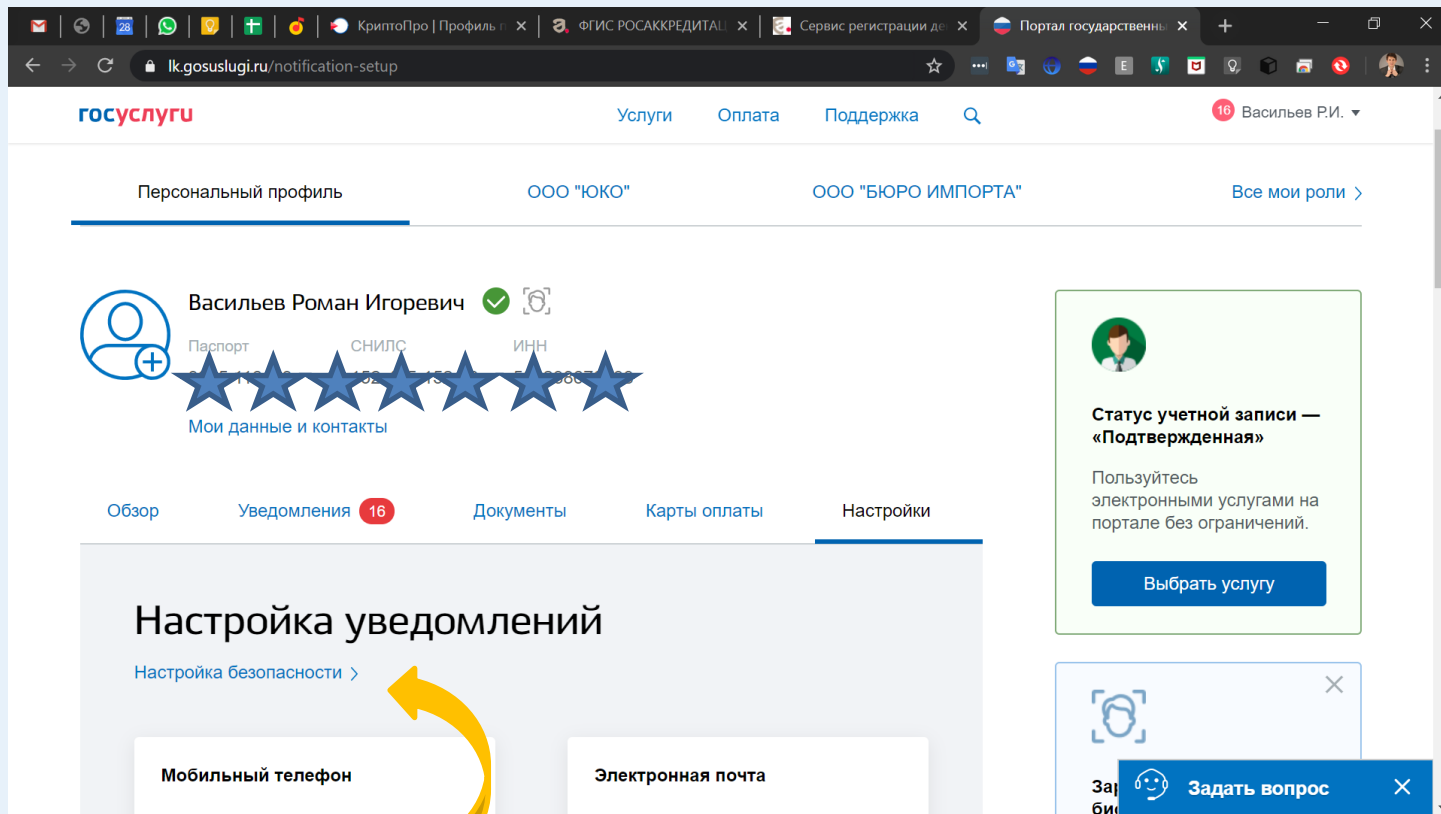 28
КриптоПро | Профиль п
ФГИС РОСАККРЕДИТАЦ
Сервис регистрации де
Портал государственны
lk.gosuslugi.ru/notification-setup
госуслуги
Услуги
Оплата
Поддержка
16
Васильев Р.И.
Персональный профиль
ООО "ЮКО"
ООО "БЮРО ИМПОРТА"
Все мои роли
Васильев Роман Игоревич
Паспорт
СНИЛС
ИНН
Мои данные и контакты
Статус учетной записи —
«Подтвержденная»
Пользуйтесь
электронными услугами на
портале без ограничений.
Выбрать услугу
Обзор
Уведомления 16
Документы
Карты оплаты
Настройки
Настройка уведомлений
Настройка безопасности
Мобильный телефон
Электронная почта
Задать вопрос